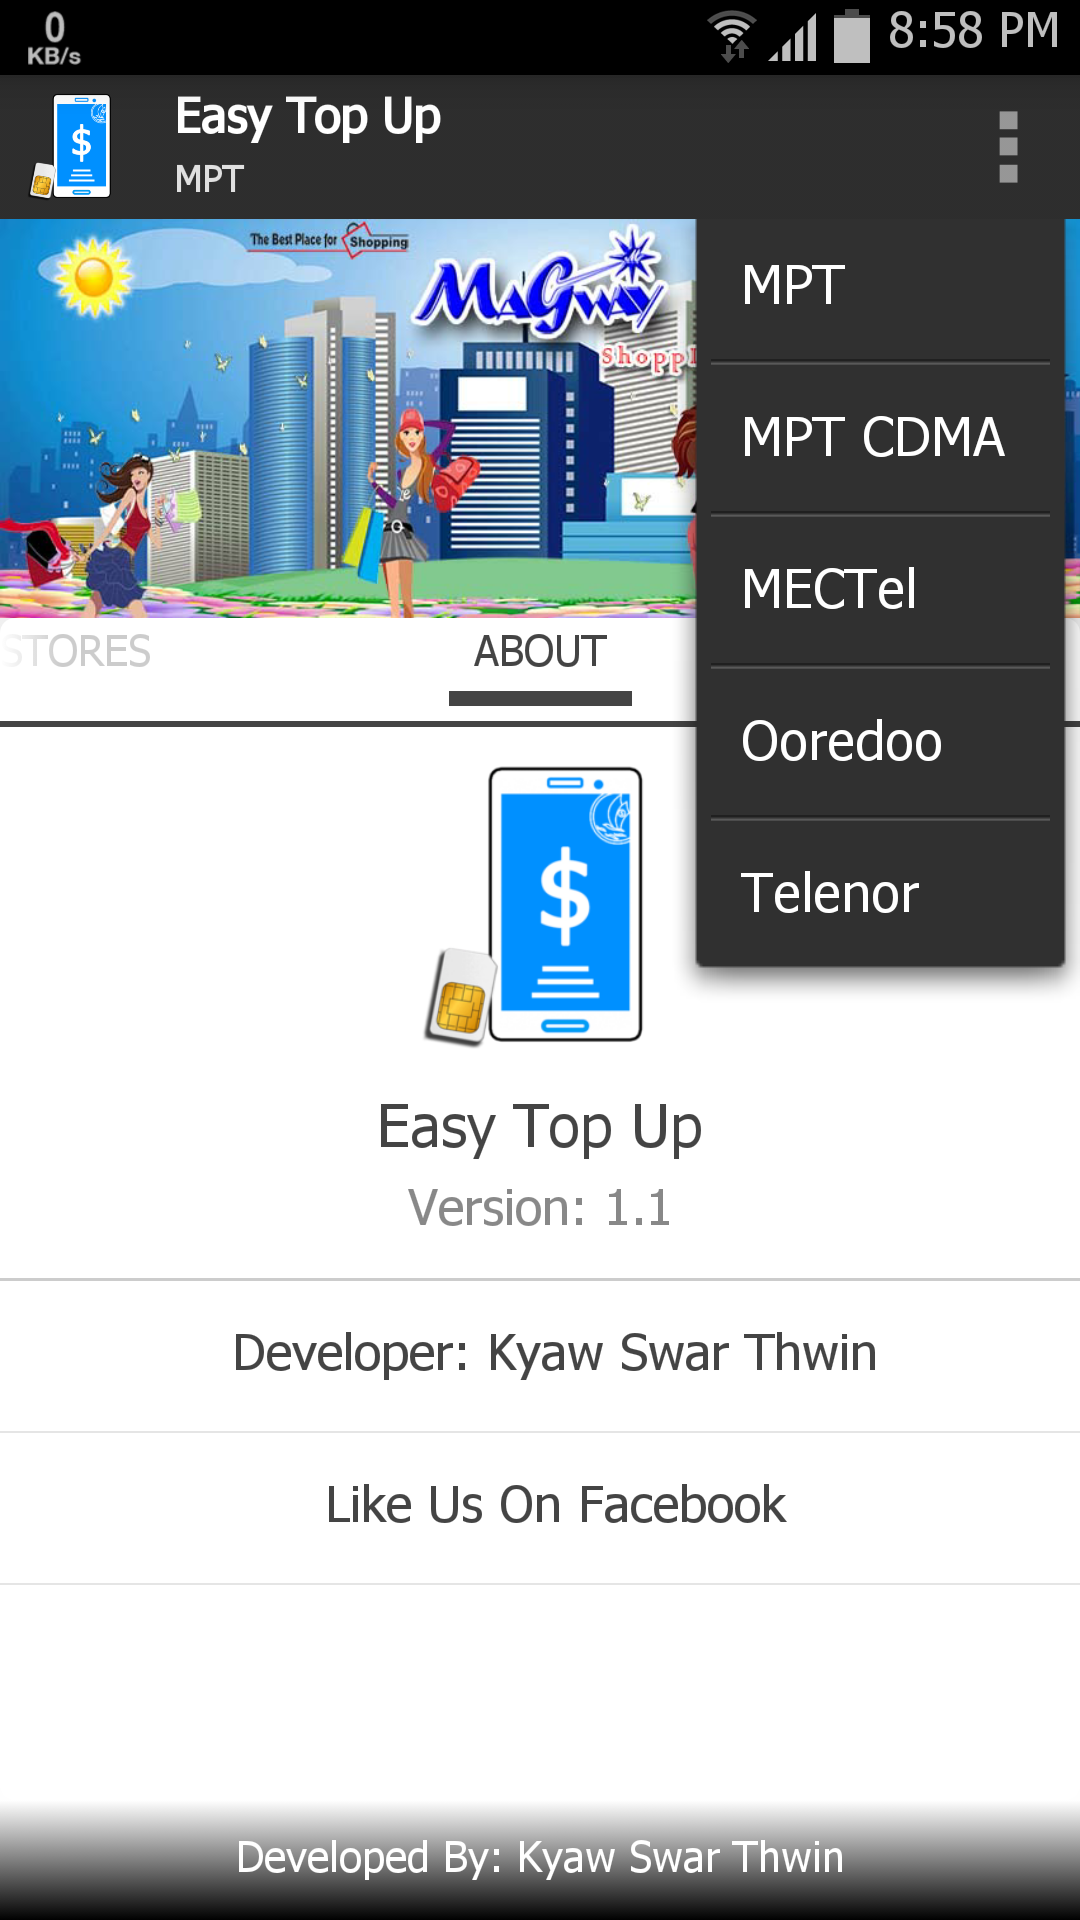 0
KB/s
8:58 PM
Easy Top Up
MPT
The Best Place for Shopping
MaGway
MPT
MPT CDMA
MECTel
Ooredoo
Telenor
STORES
ABOUT
$
Easy Top Up
Version: 1.1
Developer: Kyaw Swar Thwin
Like Us On Facebook
Developed By: Kyaw Swar Thwin